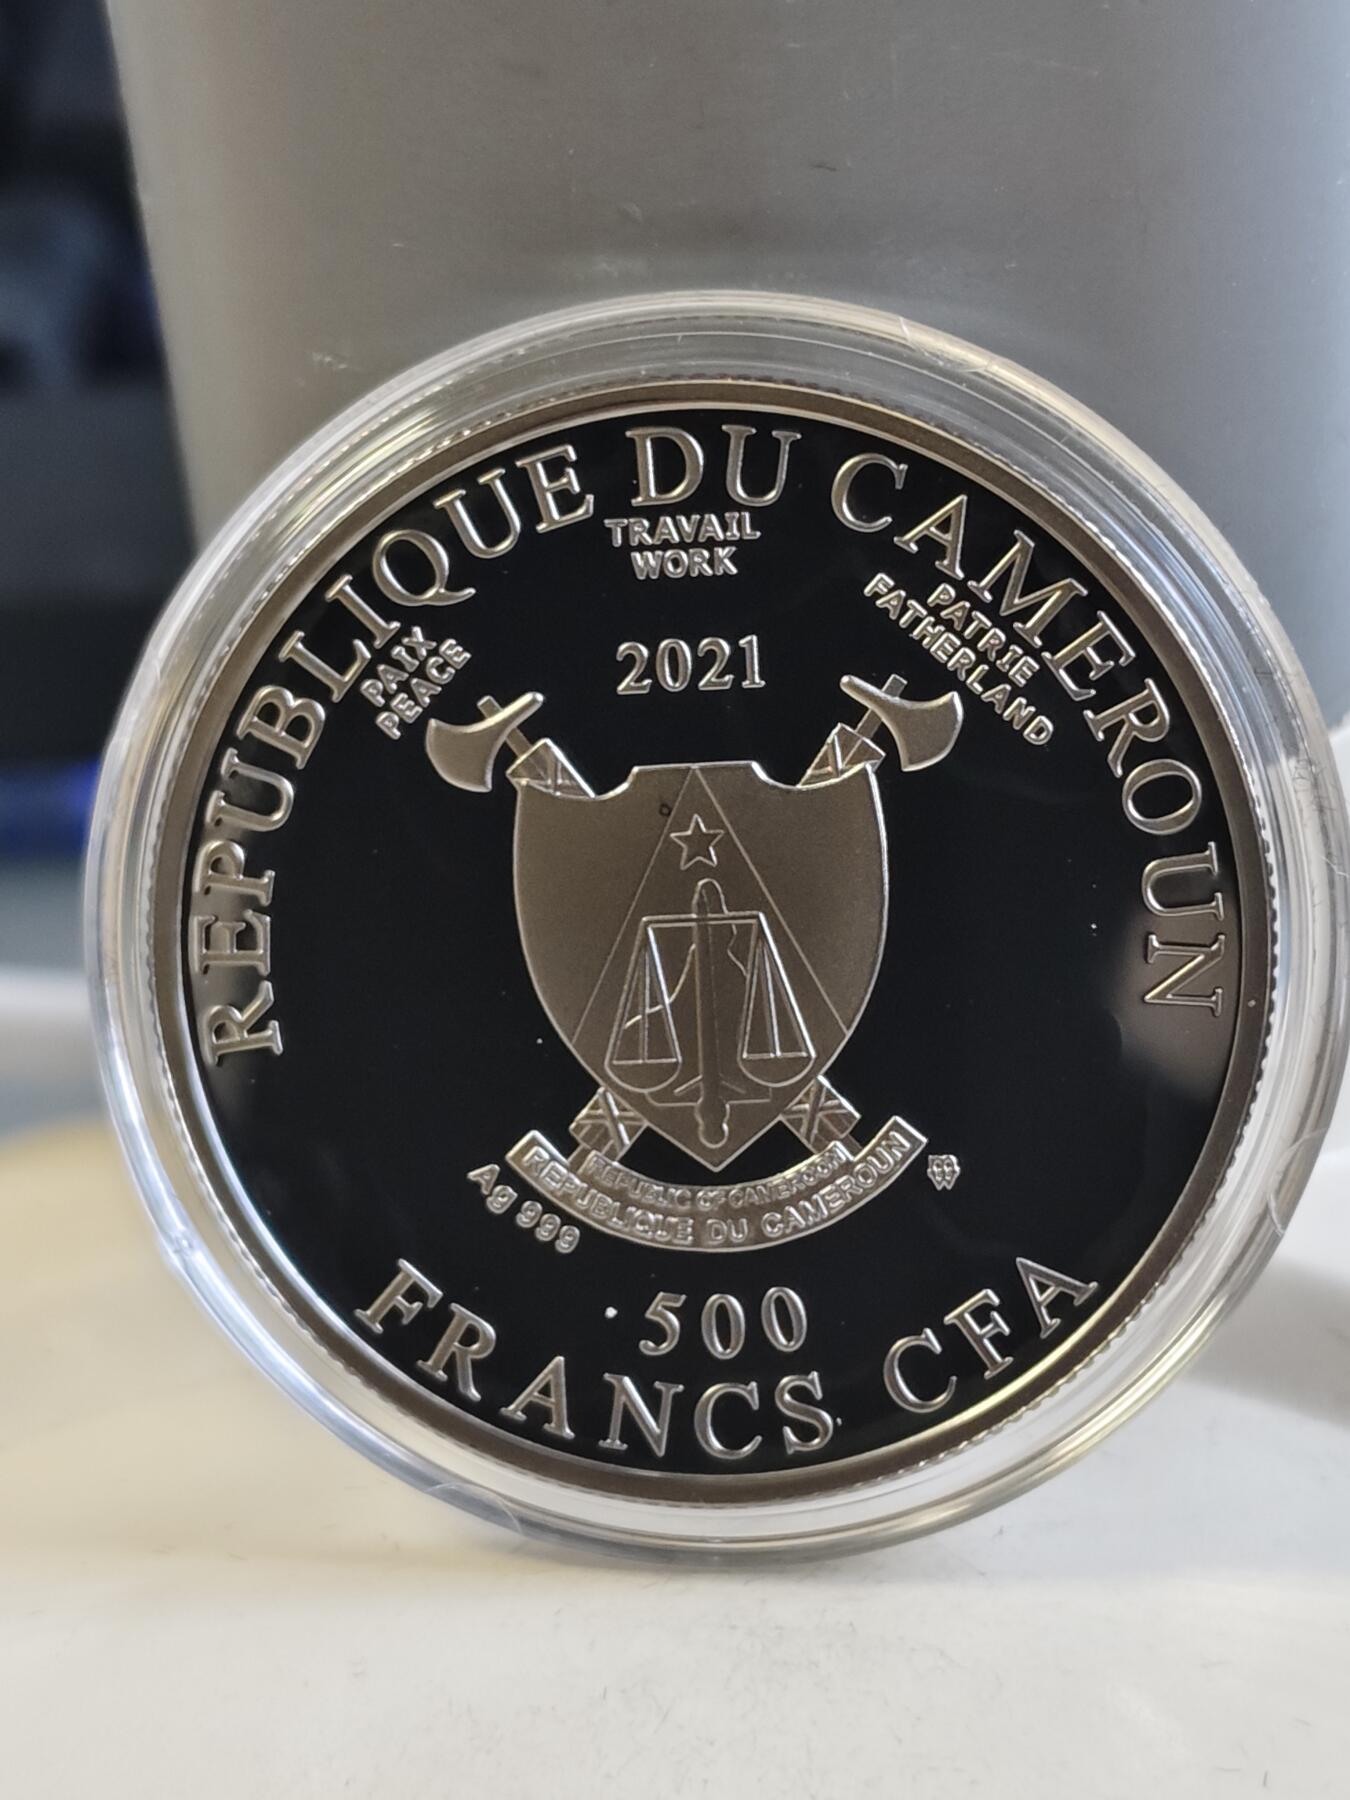 REPUBLIQUE DU CAMEROUN
TRAVAIL
WORK
PAIX
PEACE
PATRIE
FATHERLAND
2021
REPUBLIC OF CAMEROON
REPUBLIQUE DU CAMEROUN
Ag 999
500
FRANCS CFA